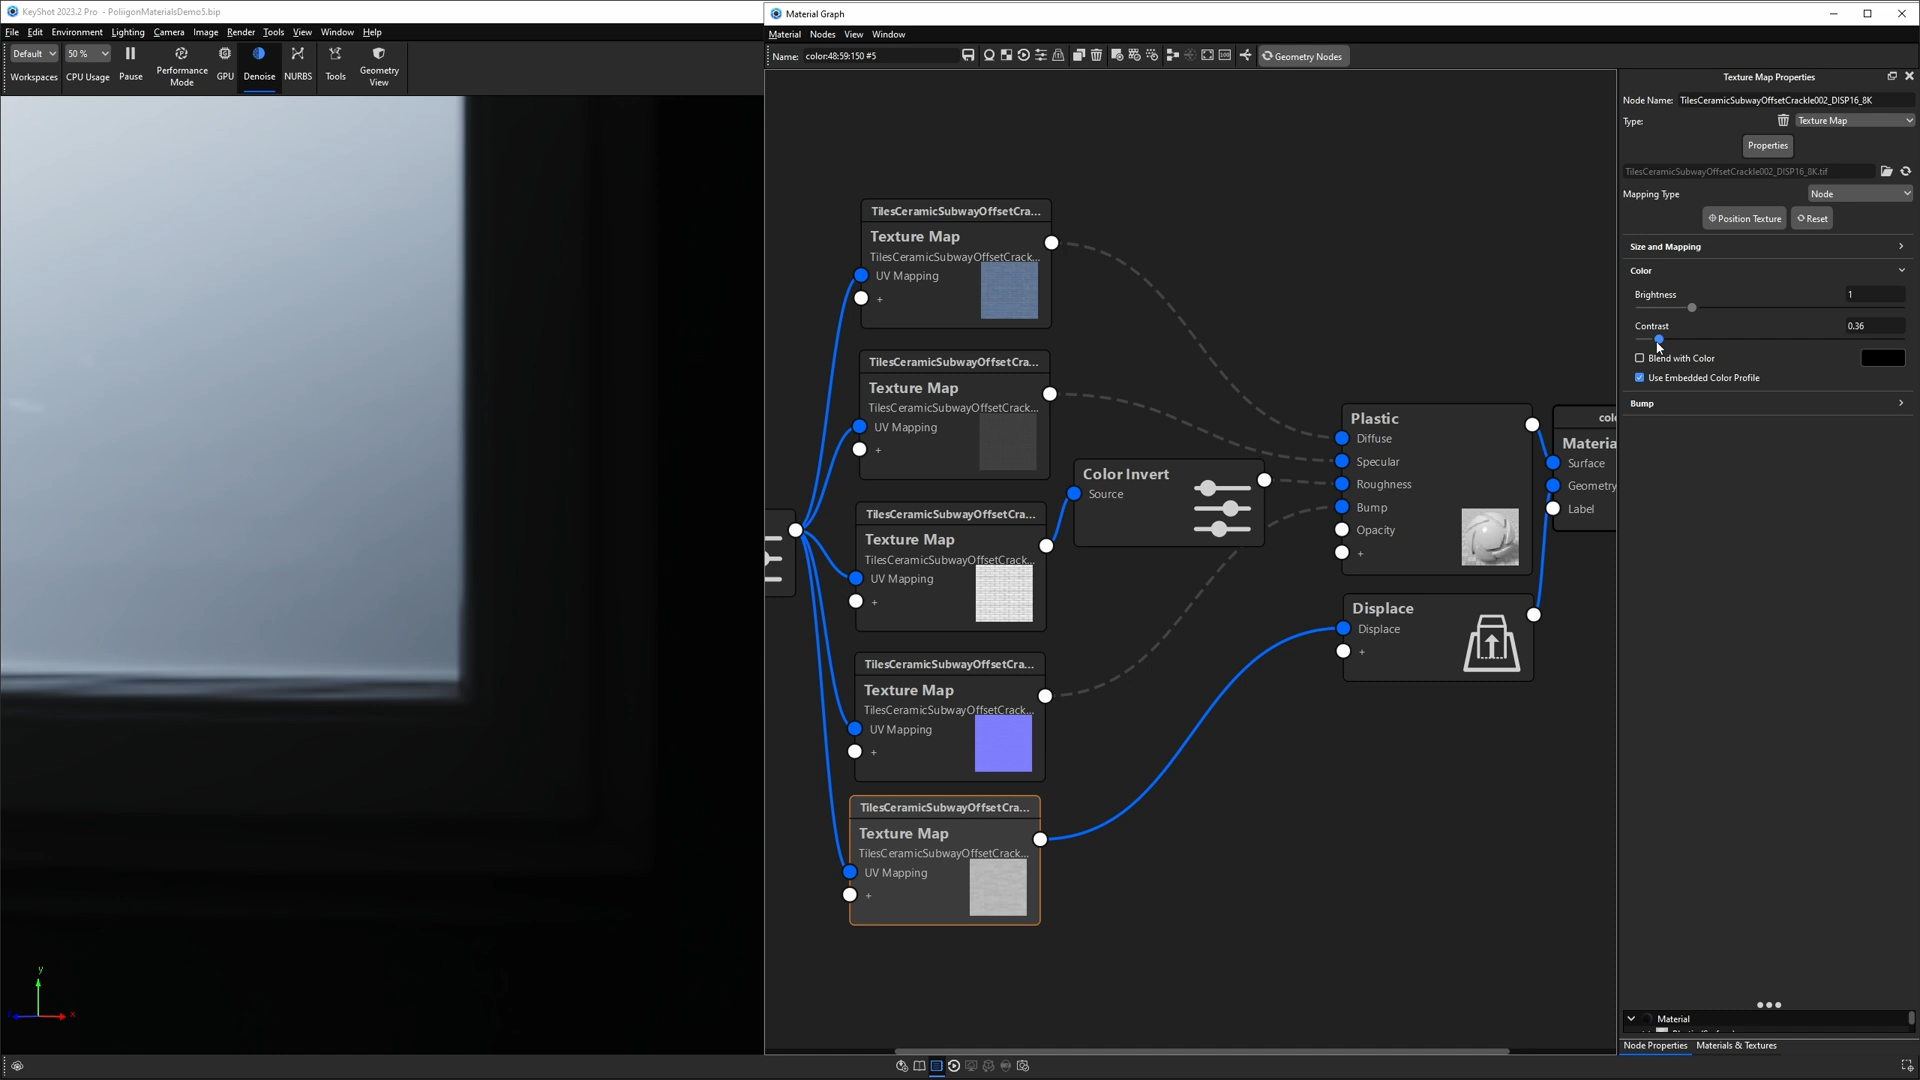 KeyShot 2023.2 Pro - PoliigonMaterialsDemo5.bip
File Edit Environment Lighting Camera Image Render Tools View Window Help
Default 50 %
Workspaces CPU Usage Pause Performance Mode GPU Denoise NURBS Tools Geometry View
Material Graph
Material Nodes View Window
Name: color:48:59:150 #5
Geometry Nodes
TilesCeramicSubwayOffsetCra...
Texture Map
TilesCeramicSubwayOffsetCrack...
UV Mapping
+
TilesCeramicSubwayOffsetCra...
Texture Map
TilesCeramicSubwayOffsetCrack...
UV Mapping
+
TilesCeramicSubwayOffsetCra...
Texture Map
TilesCeramicSubwayOffsetCrack...
UV Mapping
+
TilesCeramicSubwayOffsetCra...
Texture Map
TilesCeramicSubwayOffsetCrack...
UV Mapping
+
TilesCeramicSubwayOffsetCra...
Texture Map
TilesCeramicSubwayOffsetCrack...
UV Mapping
+
Color Invert
Source
Plastic
Diffuse
Specular
Roughness
Bump
Opacity
+
Displace
Displace
+
colo
Materia
Surface
Geometry
Label
Texture Map Properties
Node Name: TilesCeramicSubwayOffsetCrackle002_DISP16_8K
Type: Texture Map
Properties
TilesCeramicSubwayOffsetCrackle002_DISP16_8K.tif
Mapping Type Node
Position Texture Reset
Size and Mapping
Color
Brightness 1
Contrast 0.36
Blend with Color
Use Embedded Color Profile
Bump
Material
Node Properties Materials & Textures
y
x